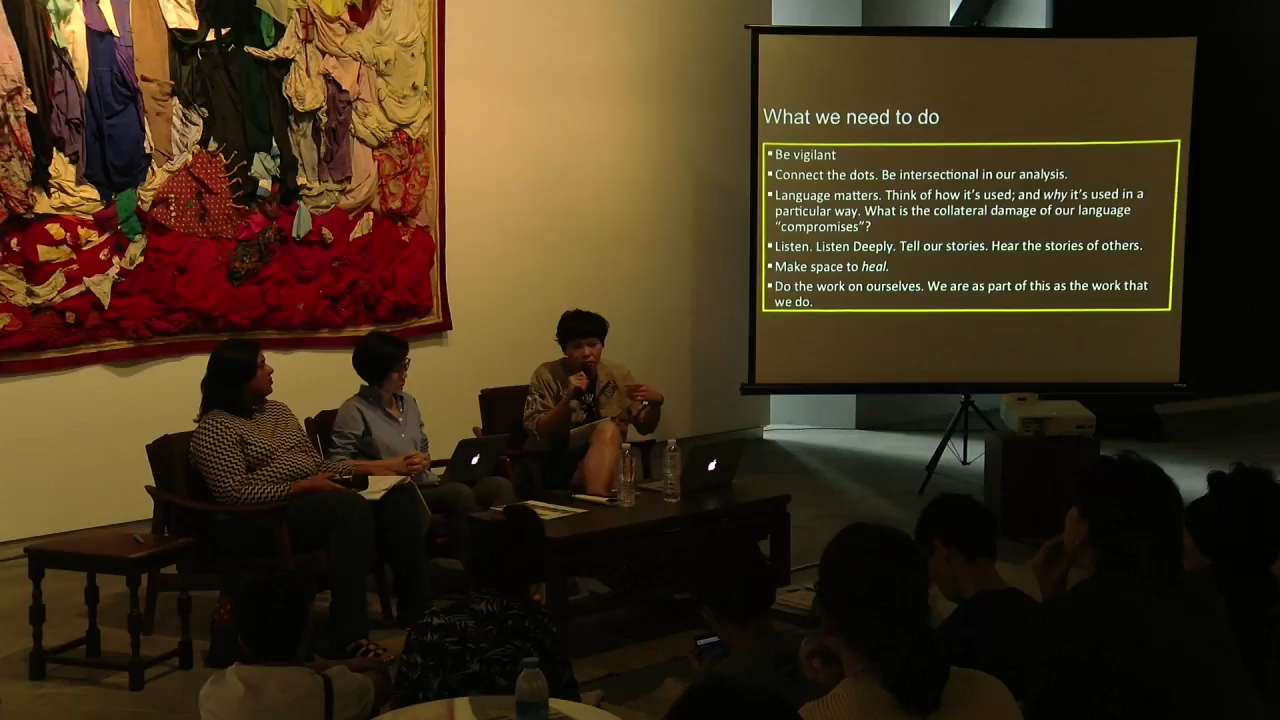 What we need to do
▪Be vigilant
▪Connect the dots. Be intersectional in our analysis.
▪Language matters. Think of how it's used; and why it's used in a
particular way. What is the collateral damage of our language
“compromises”?
▪Listen. Listen Deeply. Tell our stories. Hear the stories of others.
▪Make space to heal.
▪Do the work on ourselves. We are as part of this as the work that
we do.